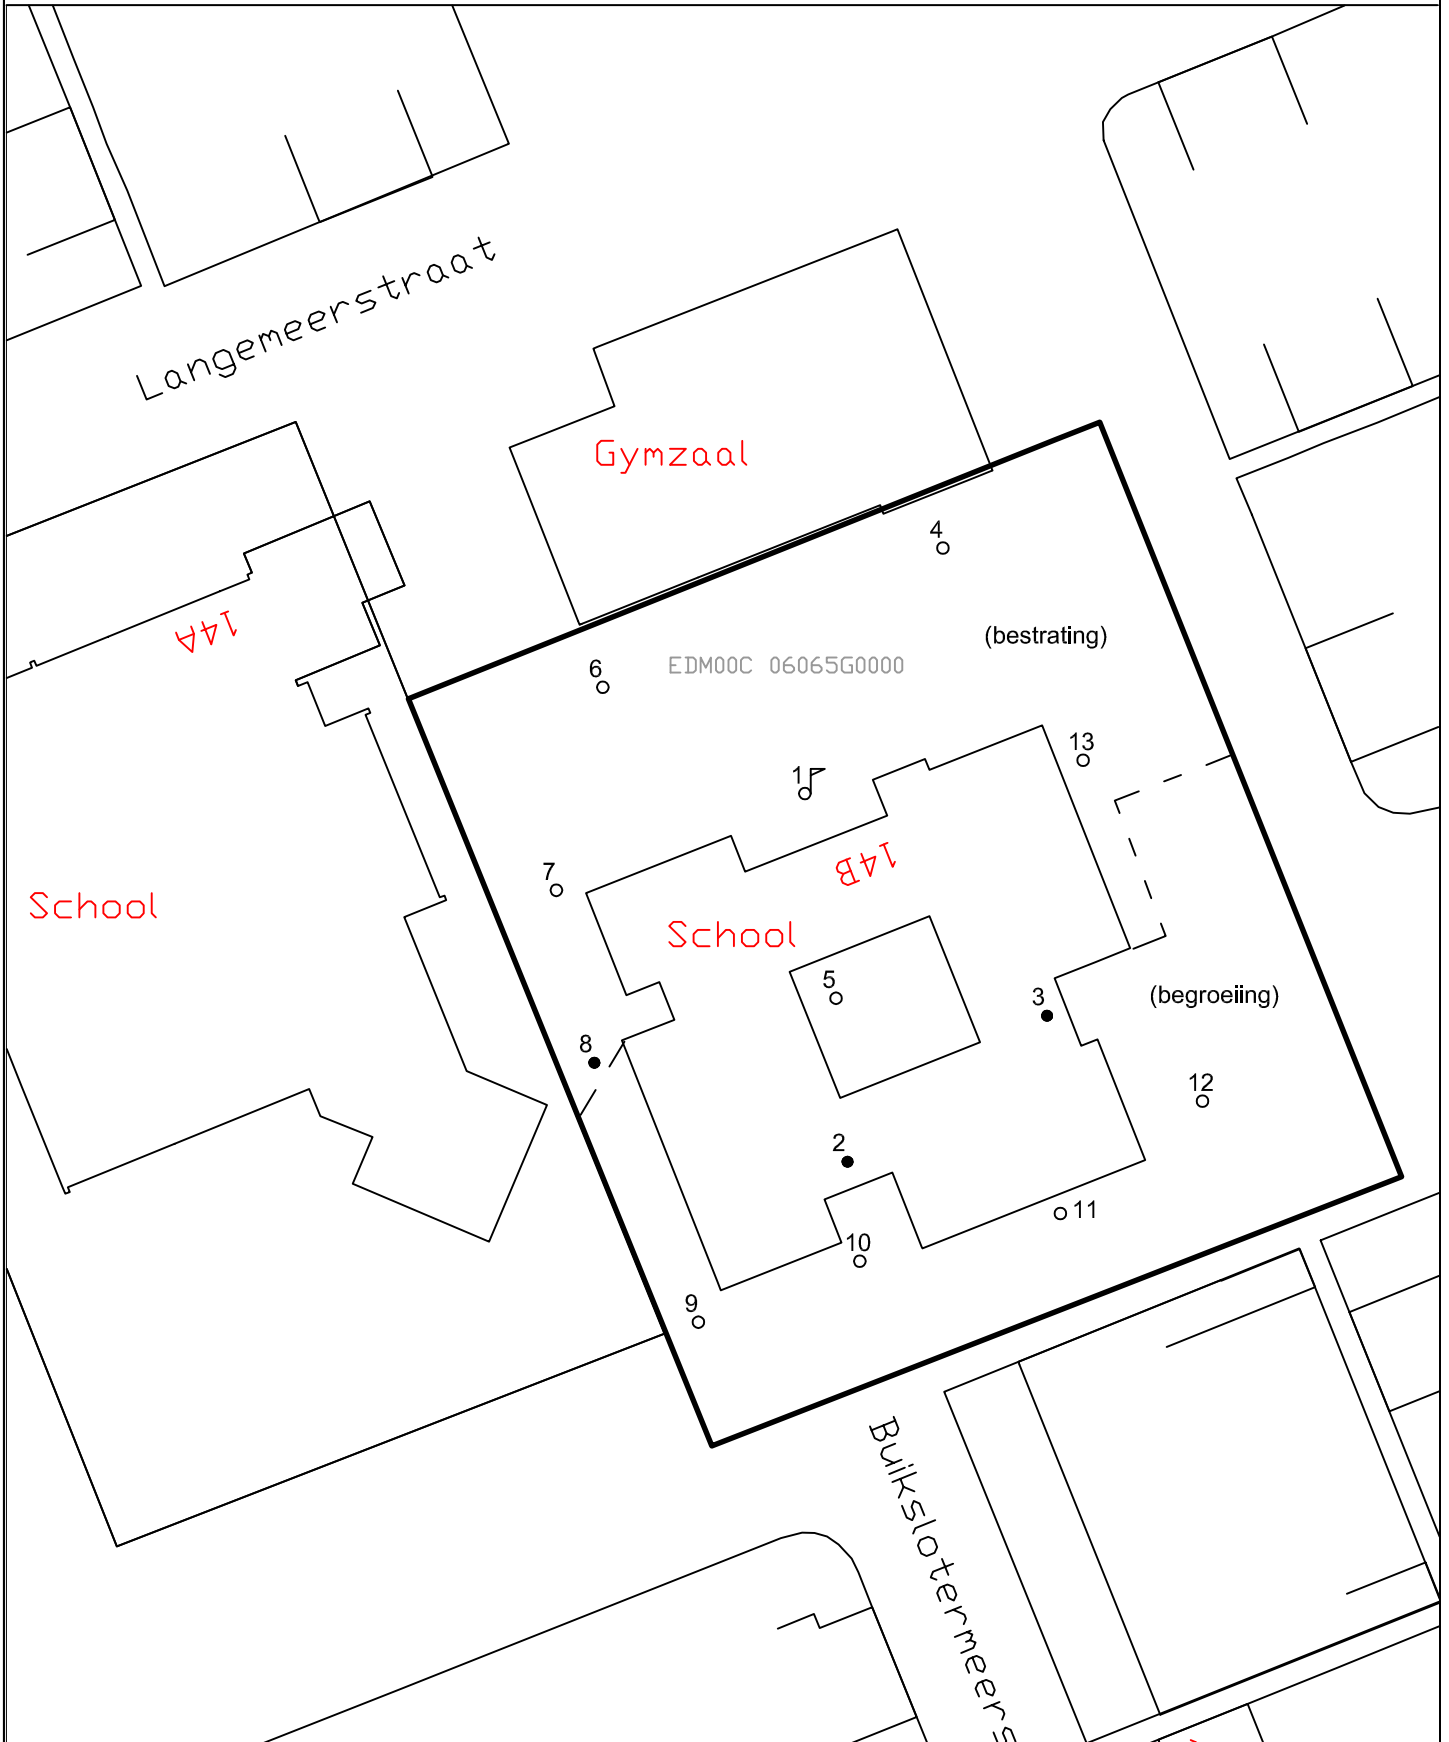 Langemeerstraat
Gymzaal
4
14A
(bestrating)
EDM00C 06065G0000
6
13
1
14B
7
School
School
5
3
(begroeiing)
8
12
2
11
10
9
Buikslotermeers